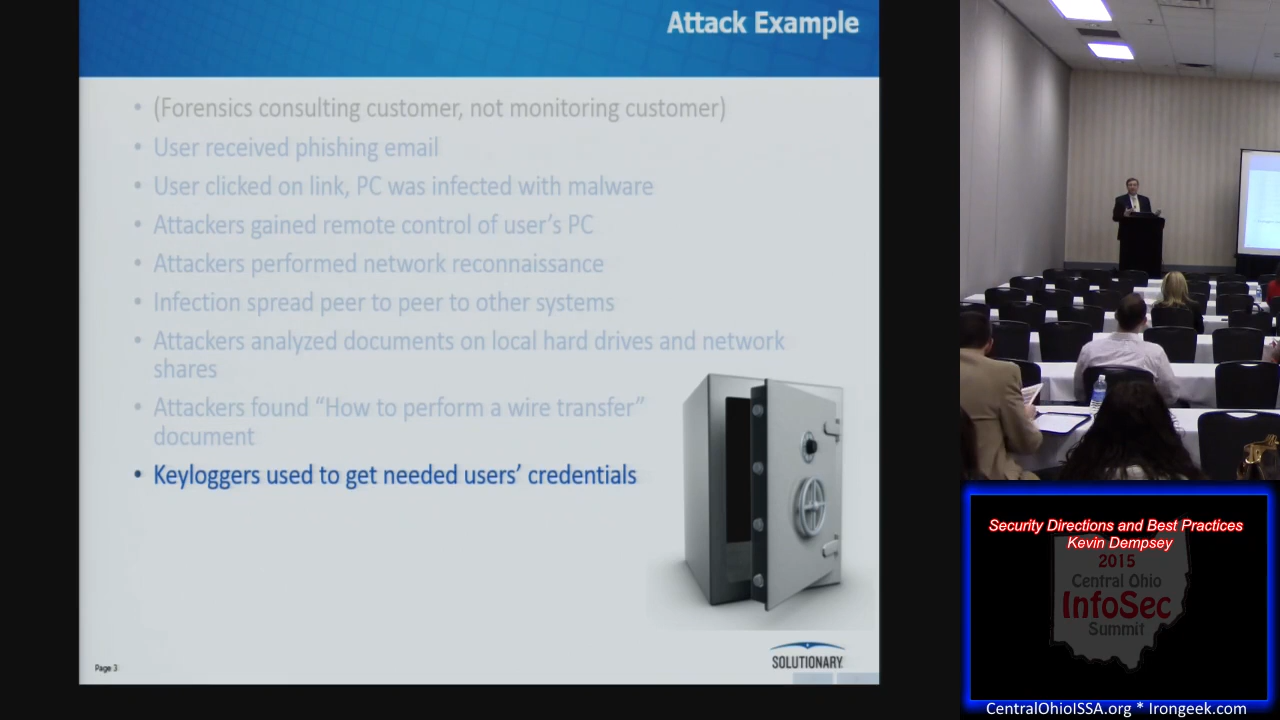 Attack Example
• (Forensics consulting customer, not monitoring customer)
• User received phishing email
• User clicked on link, PC was infected with malware
• Attackers gained remote control of user's PC
• Attackers performed network reconnaissance
• Infection spread peer to peer to other systems
• Attackers analyzed documents on local hard drives and network
shares
• Attackers found “How to perform a wire transfer”
document
• Keyloggers used to get needed users' credentials
Page 3
SOLUTIONARY
Security Directions and Best Practices
Kevin Dempsey
2015
Central Ohio
InfoSec
Summit
CentralOhioISSA.org * Irongeek.com